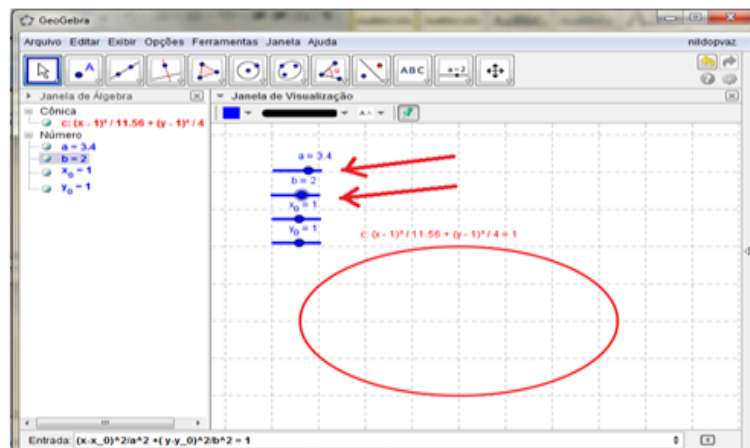 GeoGebra
Arquivo Editar Exibir Opções Ferramentas Janela Ajuda
nildopvaz
A
ABC
a=2
Janela de Álgebra
Janela de Visualização
Cônica
c: (x - 1)² / 11.56 + (y - 1)² / 4
Número
a = 3.4
b = 2
x₀ = 1
y₀ = 1
a = 3.4
b = 2
x₀ = 1
y₀ = 1
c: (x - 1)² / 11.56 + (y - 1)² / 4 = 1
Entrada: (x-x_0)^2/a^2 +( y-y_0)^2/b^2 = 1